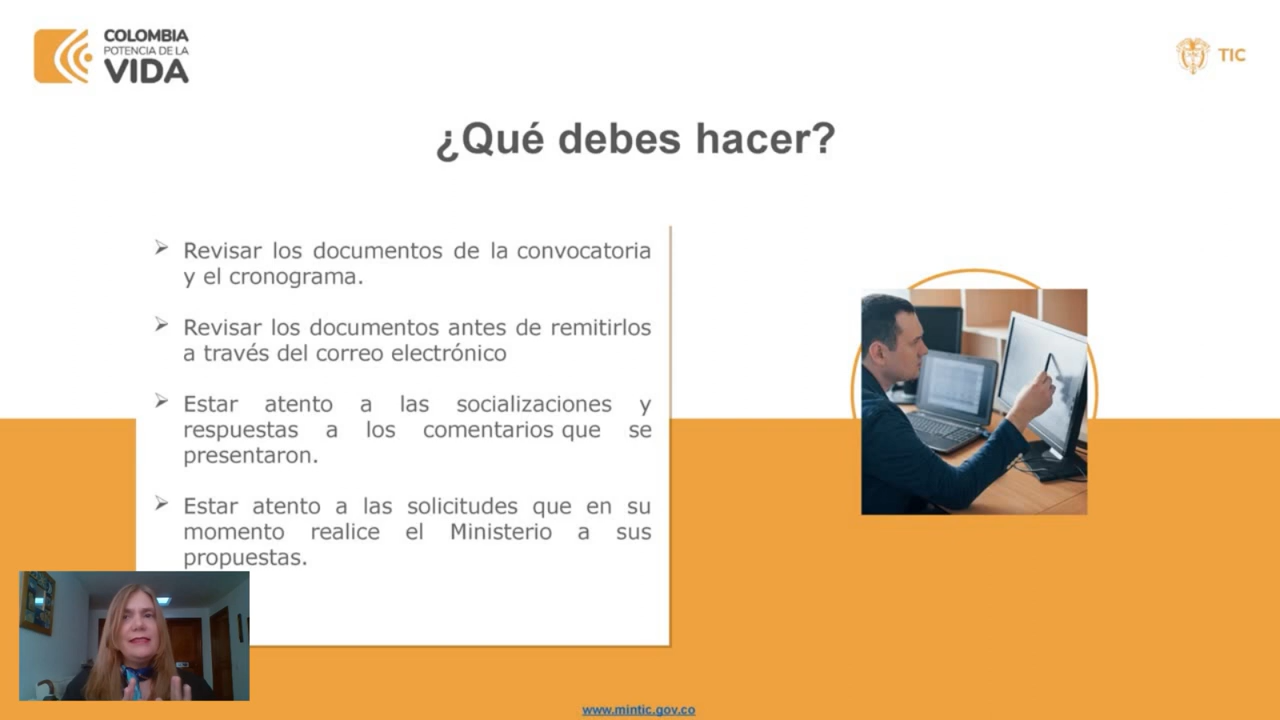 COLOMBIA
POTENCIA DE LA
VIDA
TIC
¿Qué debes hacer?
Revisar los documentos de la convocatoria
y el cronograma.
Revisar los documentos antes de remitirlos
a través del correo electrónico
Estar atento a las socializaciones y
respuestas a los comentarios que se
presentaron.
Estar atento a las solicitudes que en su
momento realice el Ministerio a sus
propuestas.
www.mintic.gov.co